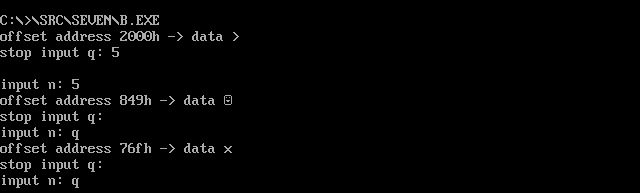 C:\>\SRC\SEVEN\B.EXE
offset address 2000h -> data >
stop input q: 5
input n: 5
offset address 849h -> data ☺
stop input q:
input n: q
offset address 76fh -> data x
stop input q:
input n: q